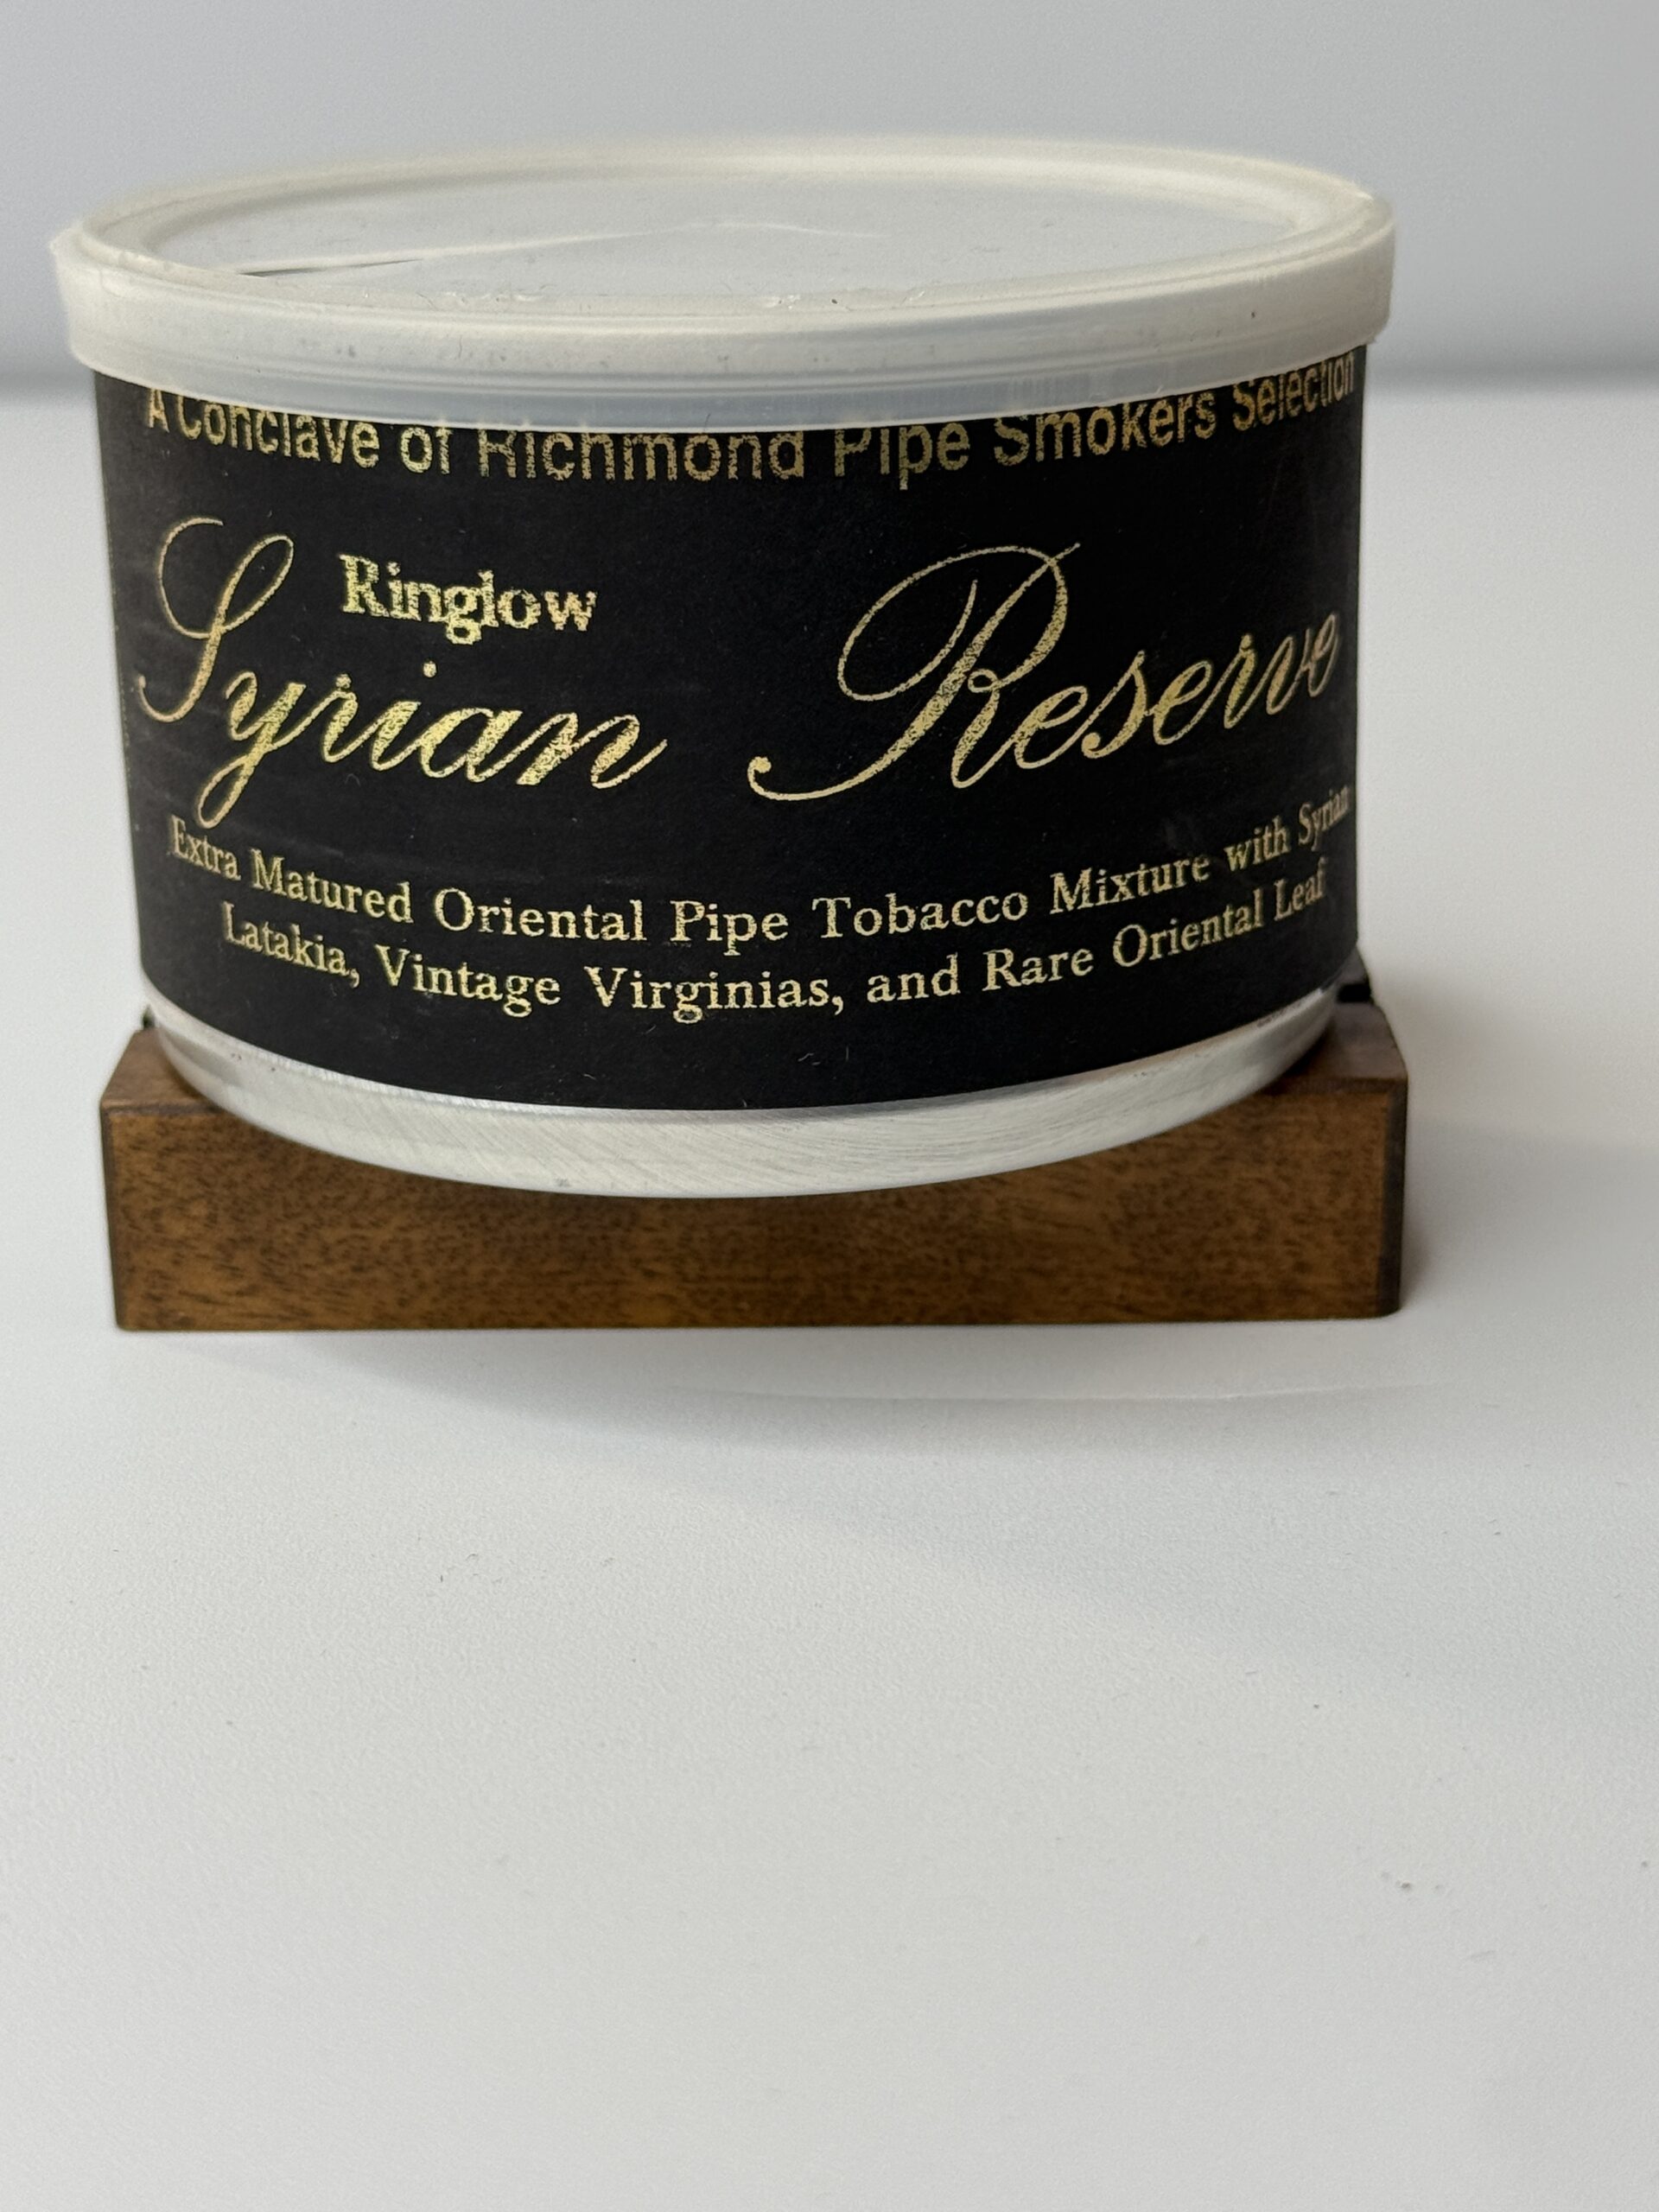 A Conclave of Richmond Pipe Smokers Selection
Ringlow
Syrian Reserve
Extra Matured Oriental Pipe Tobacco Mixture with Syrian
Latakia, Vintage Virginias, and Rare Oriental Leaf